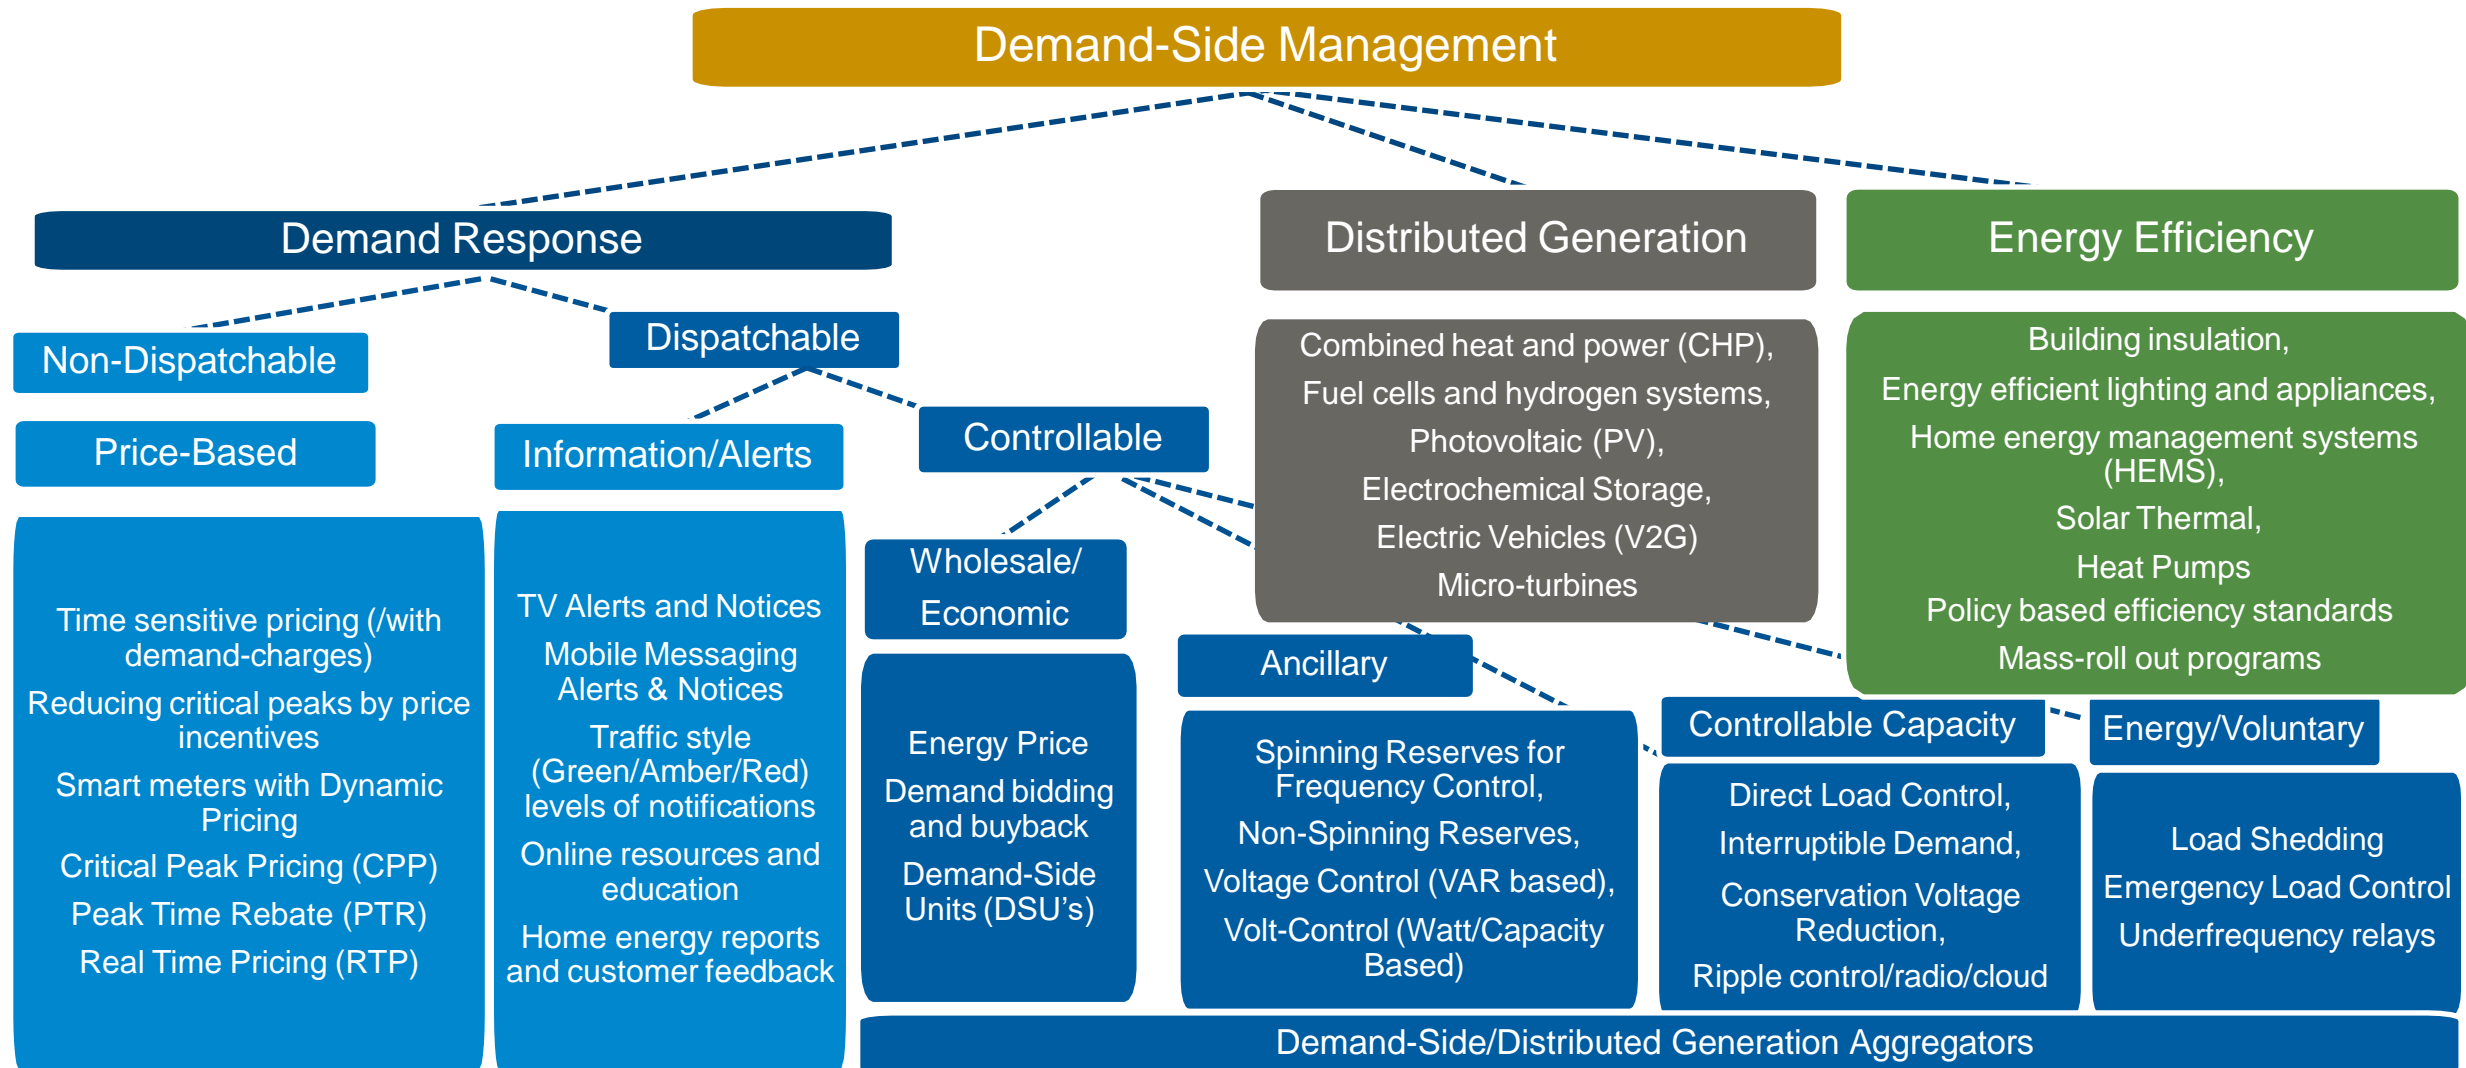 Demand-Side Management
Demand Response
Distributed Generation
Energy Efficiency
Non-Dispatchable
Dispatchable
Price-Based
Information/Alerts
Controllable
Time sensitive pricing (/with
demand-charges)
Reducing critical peaks by price
incentives
Smart meters with Dynamic
Pricing
Critical Peak Pricing (CPP)
Peak Time Rebate (PTR)
Real Time Pricing (RTP)
TV Alerts and Notices
Mobile Messaging
Alerts & Notices
Traffic style
(Green/Amber/Red)
levels of notifications
Online resources and
education
Home energy reports
and customer feedback
Wholesale/
Economic
Energy Price
Demand bidding
and buyback
Demand-Side
Units (DSU's)
Combined heat and power (CHP),
Fuel cells and hydrogen systems,
Photovoltaic (PV),
Electrochemical Storage,
Electric Vehicles (V2G)
Micro-turbines
Building insulation,
Energy efficient lighting and appliances,
Home energy management systems
(HEMS),
Solar Thermal,
Heat Pumps
Policy based efficiency standards
Mass-roll out programs
Ancillary
Spinning Reserves for
Frequency Control,
Non-Spinning Reserves,
Voltage Control (VAR based),
Volt-Control (Watt/Capacity
Based)
Controllable Capacity
Direct Load Control,
Interruptible Demand,
Conservation Voltage
Reduction,
Ripple control/radio/cloud
Energy/Voluntary
Load Shedding
Emergency Load Control
Underfrequency relays
Demand-Side/Distributed Generation Aggregators